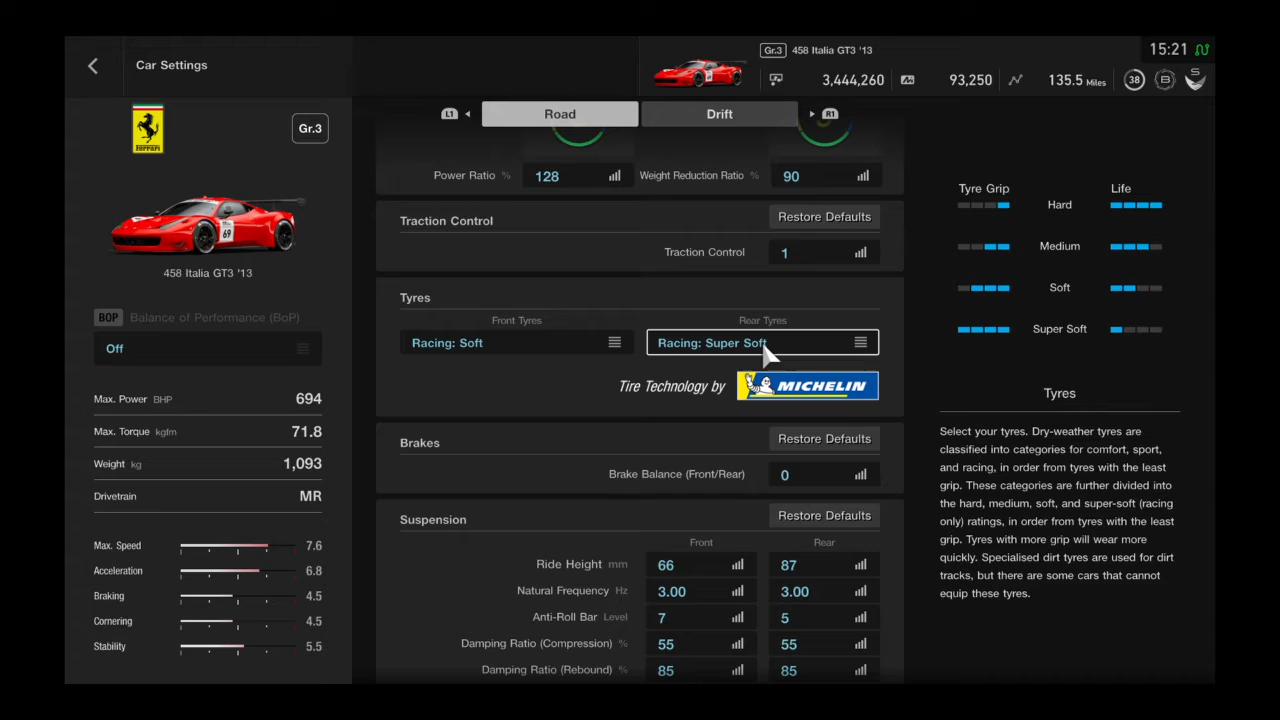 Gr.3 458 Italia GT3 '13
15:21
Car Settings
3,444,260
93,250
135.5 Miles
38
B
S
L1
Road
Drift
R1
Ferrari
Gr.3
69
458 Italia GT3 '13
BOP Balance of Performance (BoP)
Off
Max. Power BHP 694
Max. Torque kgfm 71.8
Weight kg 1,093
Drivetrain MR
Max. Speed 7.6
Acceleration 6.8
Braking 4.5
Cornering 4.5
Stability 5.5
Power Ratio % 128
Weight Reduction Ratio % 90
Traction Control
Restore Defaults
Traction Control 1
Tyres
Front Tyres
Rear Tyres
Racing: Soft
Racing: Super Soft
Tire Technology by MICHELIN
Brakes
Restore Defaults
Brake Balance (Front/Rear) 0
Suspension
Restore Defaults
Front
Rear
Ride Height mm 66 87
Natural Frequency Hz 3.00 3.00
Anti-Roll Bar Level 7 5
Damping Ratio (Compression) % 55 55
Damping Ratio (Rebound) % 85 85
Tyre Grip
Life
Hard
Medium
Soft
Super Soft
Tyres
Select your tyres. Dry-weather tyres are
classified into categories for comfort, sport,
and racing, in order from tyres with the least
grip. These categories are further divided into
the hard, medium, soft, and super-soft (racing
only) ratings, in order from tyres with the least
grip. Tyres with more grip will wear more
quickly. Specialised dirt tyres are used for dirt
tracks, but there are some cars that cannot
equip these tyres.